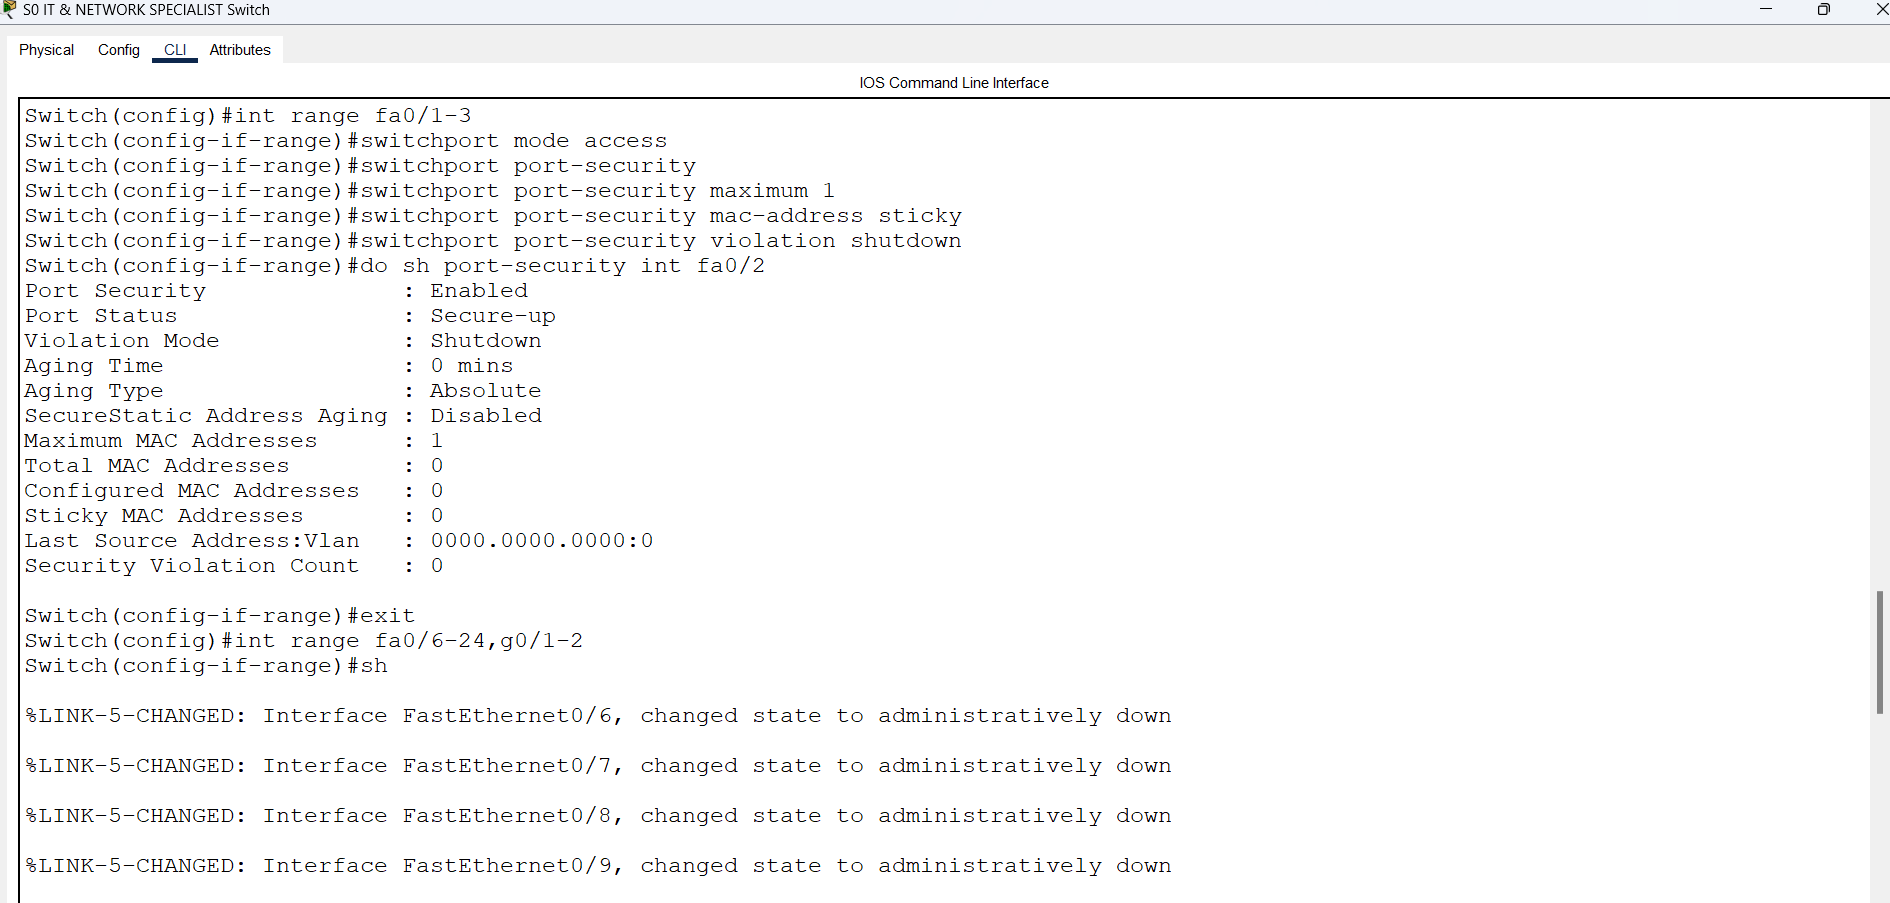 S0 IT & NETWORK SPECIALIST Switch
Physical Config CLI Attributes
IOS Command Line Interface
Switch(config)#int range fa0/1-3
Switch(config-if-range)#switchport mode access
Switch(config-if-range)#switchport port-security
Switch(config-if-range)#switchport port-security maximum 1
Switch(config-if-range)#switchport port-security mac-address sticky
Switch(config-if-range)#switchport port-security violation shutdown
Switch(config-if-range)#do sh port-security int fa0/2
Port Security : Enabled
Port Status : Secure-up
Violation Mode : Shutdown
Aging Time : 0 mins
Aging Type : Absolute
SecureStatic Address Aging : Disabled
Maximum MAC Addresses : 1
Total MAC Addresses : 0
Configured MAC Addresses : 0
Sticky MAC Addresses : 0
Last Source Address:Vlan : 0000.0000.0000:0
Security Violation Count : 0
Switch(config-if-range)#exit
Switch(config)#int range fa0/6-24,g0/1-2
Switch(config-if-range)#sh
%LINK-5-CHANGED: Interface FastEthernet0/6, changed state to administratively down
%LINK-5-CHANGED: Interface FastEthernet0/7, changed state to administratively down
%LINK-5-CHANGED: Interface FastEthernet0/8, changed state to administratively down
%LINK-5-CHANGED: Interface FastEthernet0/9, changed state to administratively down